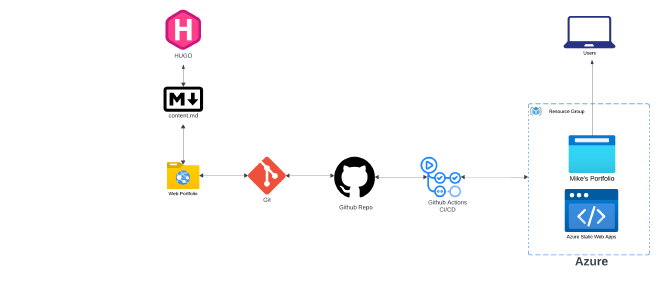 HUGO
Users
M
content.md
Resource Group
Mike's Portfolio
Web Portfolio
Git
Github Repo
Github Actions
CI/CD
Azure Static Web Apps
Azure